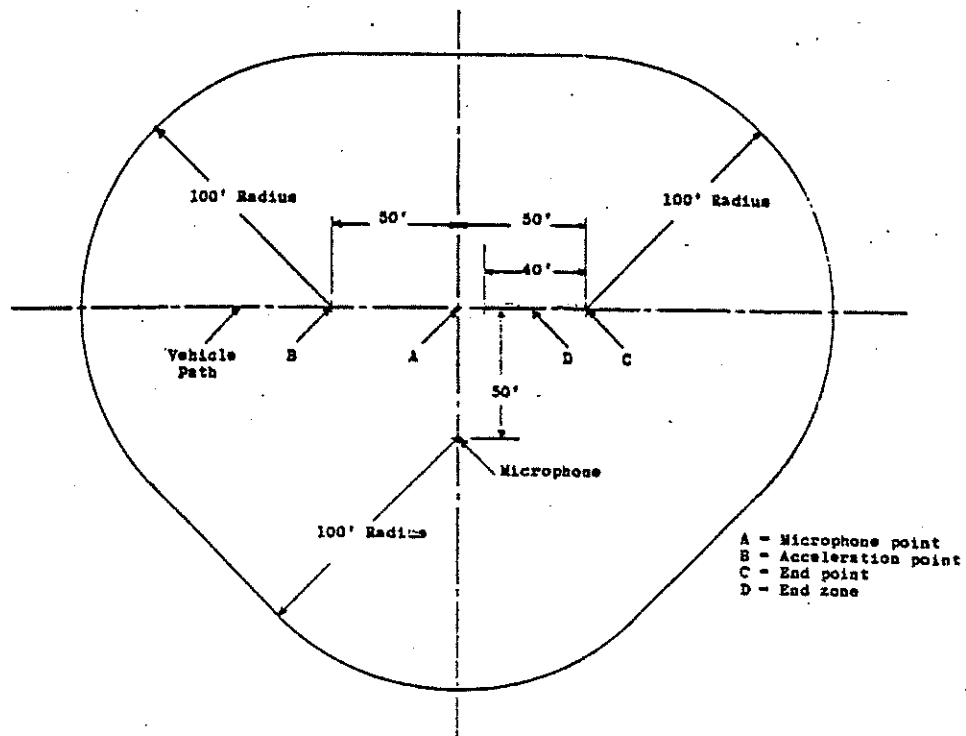 100' Radius
100' Radius
50'
50'
40'
Vehicle
Path
B
A
D
C
50'
Microphone
100' Radius
A - Microphone point
B - Acceleration point
C - End point
D - End zone